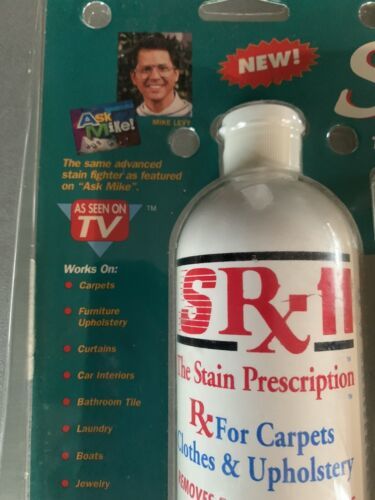 NEW!
S
Ask
Mike!
MIKE LEVY
The same advanced
stain fighter as featured
on "Ask Mike".
AS SEEN ON
TV
TM
Works On:
Carpets
Furniture
Upholstery
Curtains
Car Interiors
Bathroom Tile
Laundry
Boats
Jewelry
SRx-11
The Stain Prescription
Rx For Carpets
Clothes & Upholstery
REMOVES